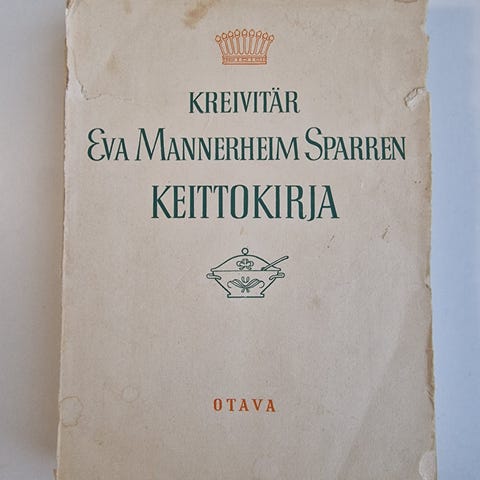 KREIVITÄR
EVA MANNERHEIM SPARREN
KEITTOKIRJA
OTAVA